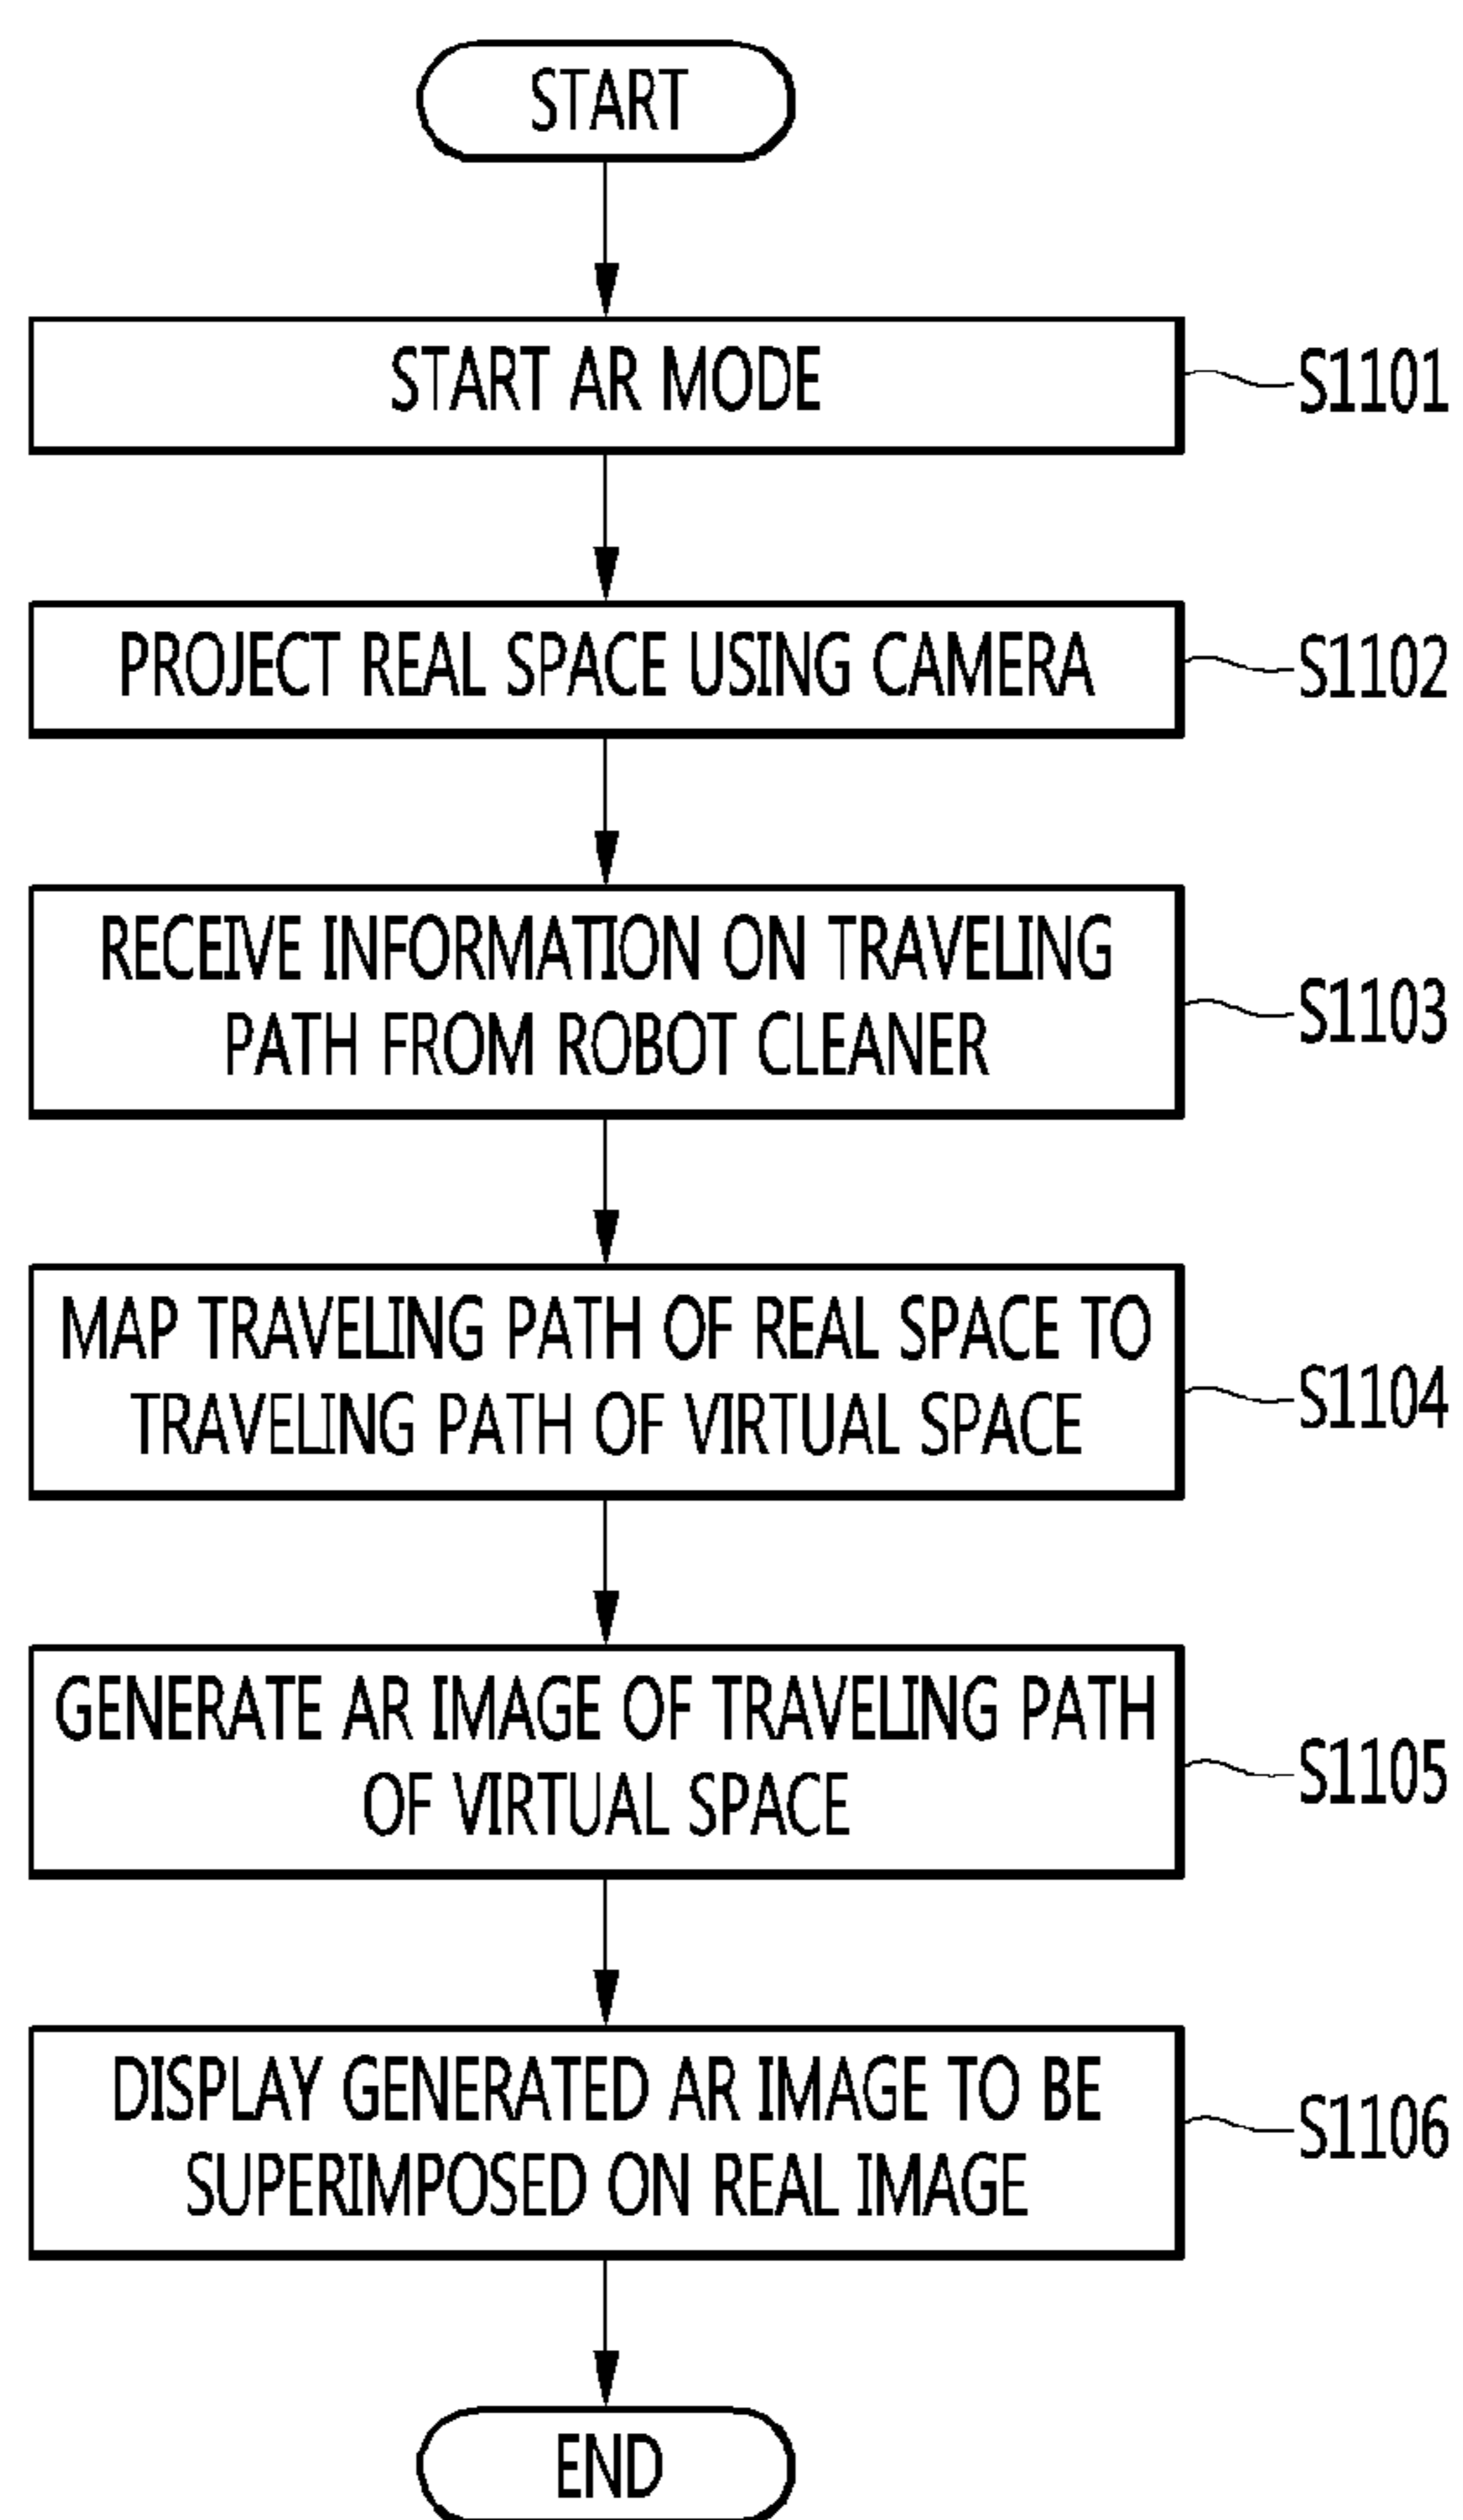 START
START AR MODE
S1101
PROJECT REAL SPACE USING CAMERA
S1102
RECEIVE INFORMATION ON TRAVELING
PATH FROM ROBOT CLEANER
S1103
MAP TRAVELING PATH OF REAL SPACE TO
TRAVELING PATH OF VIRTUAL SPACE
S1104
GENERATE AR IMAGE OF TRAVELING PATH
OF VIRTUAL SPACE
S1105
DISPLAY GENERATED AR IMAGE TO BE
SUPERIMPOSED ON REAL IMAGE
S1106
END